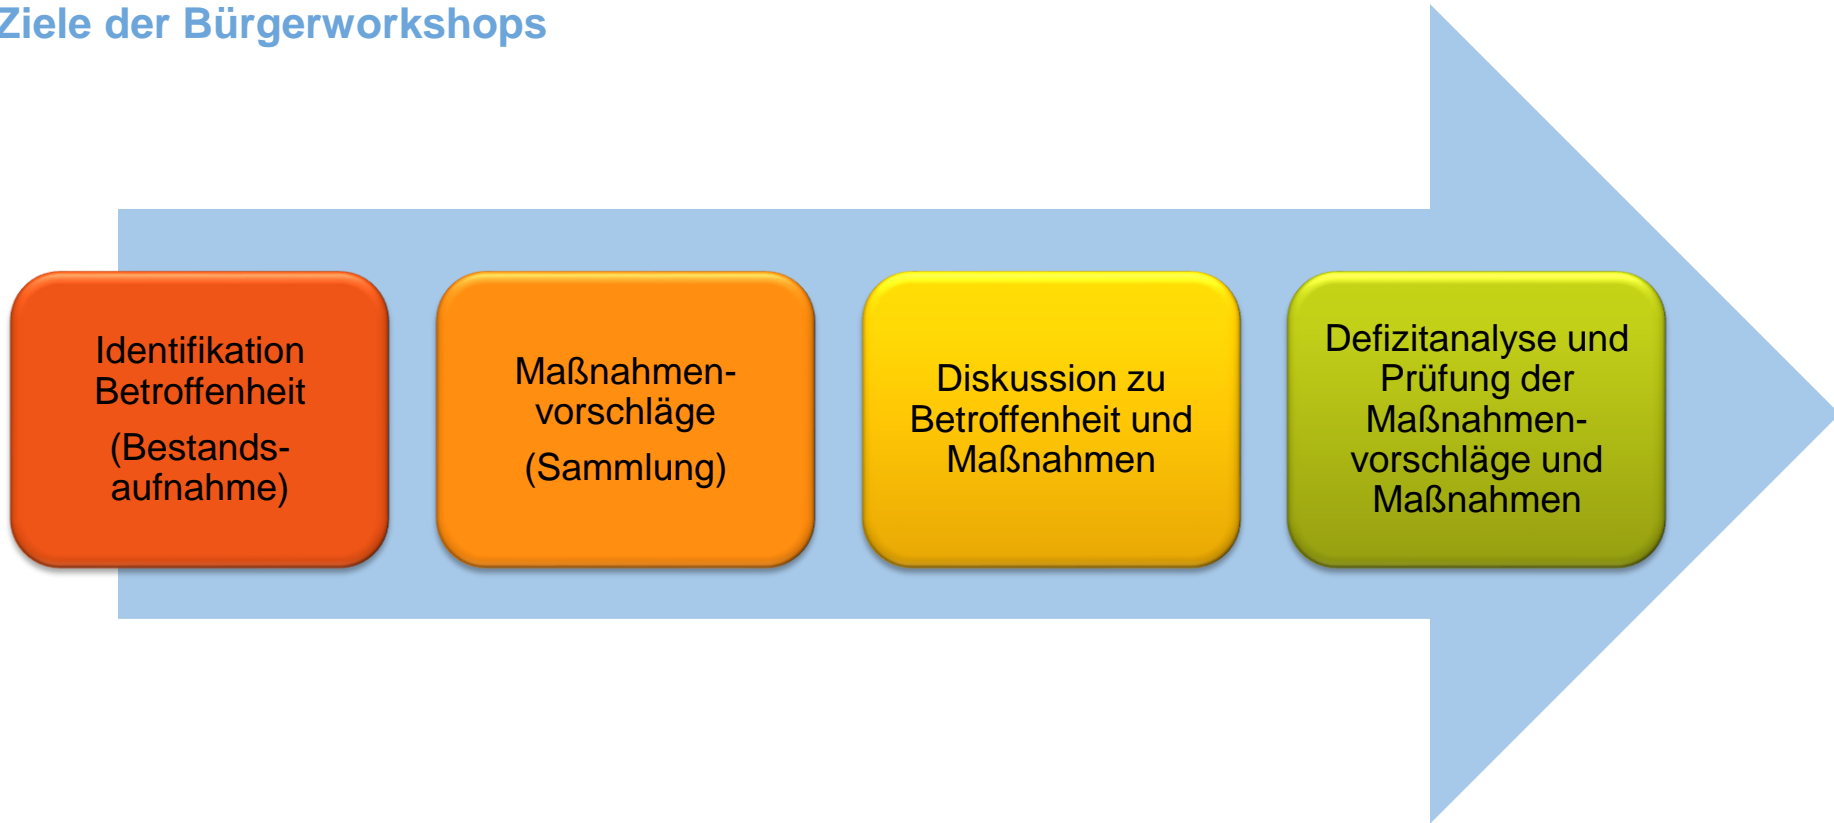 Ziele der Bürgerworkshops
Identifikation
Betroffenheit
(Bestands-
aufnahme)
Maßnahmen-
vorschläge
(Sammlung)
Diskussion zu
Betroffenheit und
Maßnahmen
Defizitanalyse und
Prüfung der
Maßnahmen-
vorschläge und
Maßnahmen